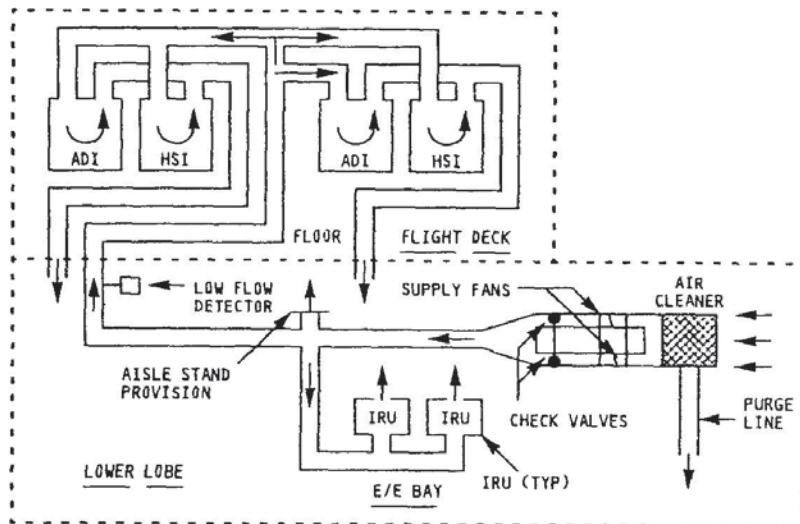 ADI
HSI
ADI
HSI
FLOOR
FLIGHT DECK
LOW FLOW
DETECTOR
SUPPLY FANS
AIR
CLEANER
AISLE STAND
PROVISION
IRU
IRU
CHECK VALVES
PURGE
LINE
LOWER LOBE
E/E BAY
IRU (TYP)